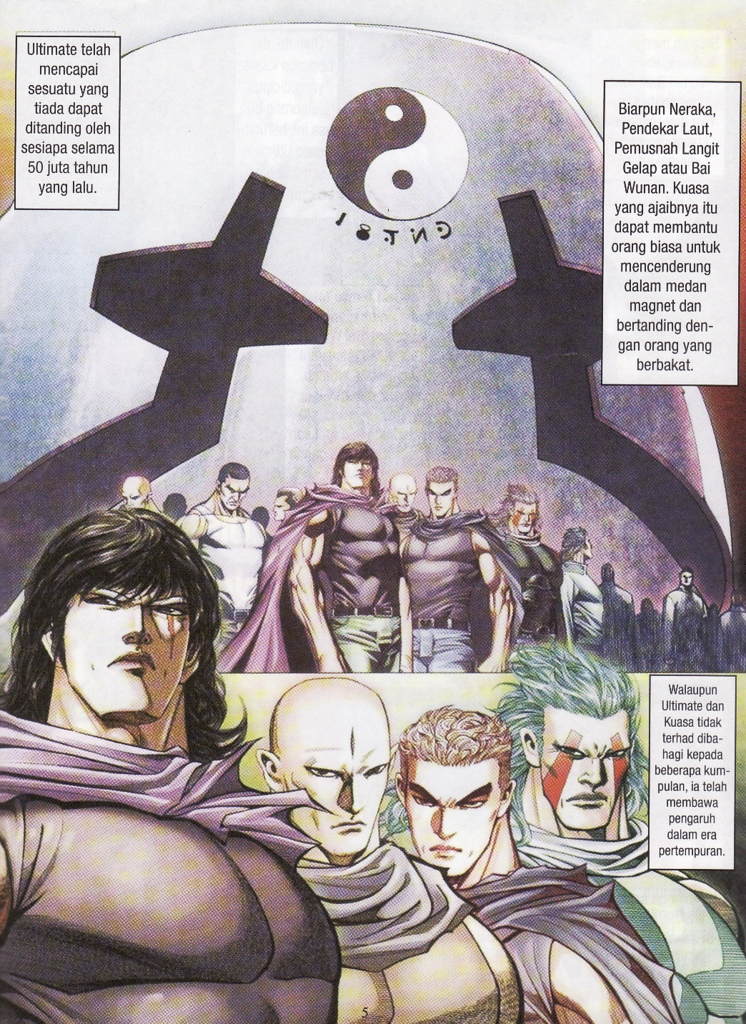 Ultimate telah
mencapai
sesuatu yang
tiada dapat
ditanding oleh
sesiapa selama
50 juta tahun
yang lalu.
Biarpun Neraka,
Pendekar Laut,
Pemusnah Langit
Gelap atau Bai
Wunan. Kuasa
yang ajaibnya itu
dapat membantu
orang biasa untuk
mencenderung
dalam medan
magnet dan
bertanding den-
gan orang yang
berbakat.
Walaupun
Ultimate dan
Kuasa tidak
terhad diba-
hagi kepada
beberapa kum-
pulan, ia telah
membawa
pengaruh
dalam era
pertempuran.
5